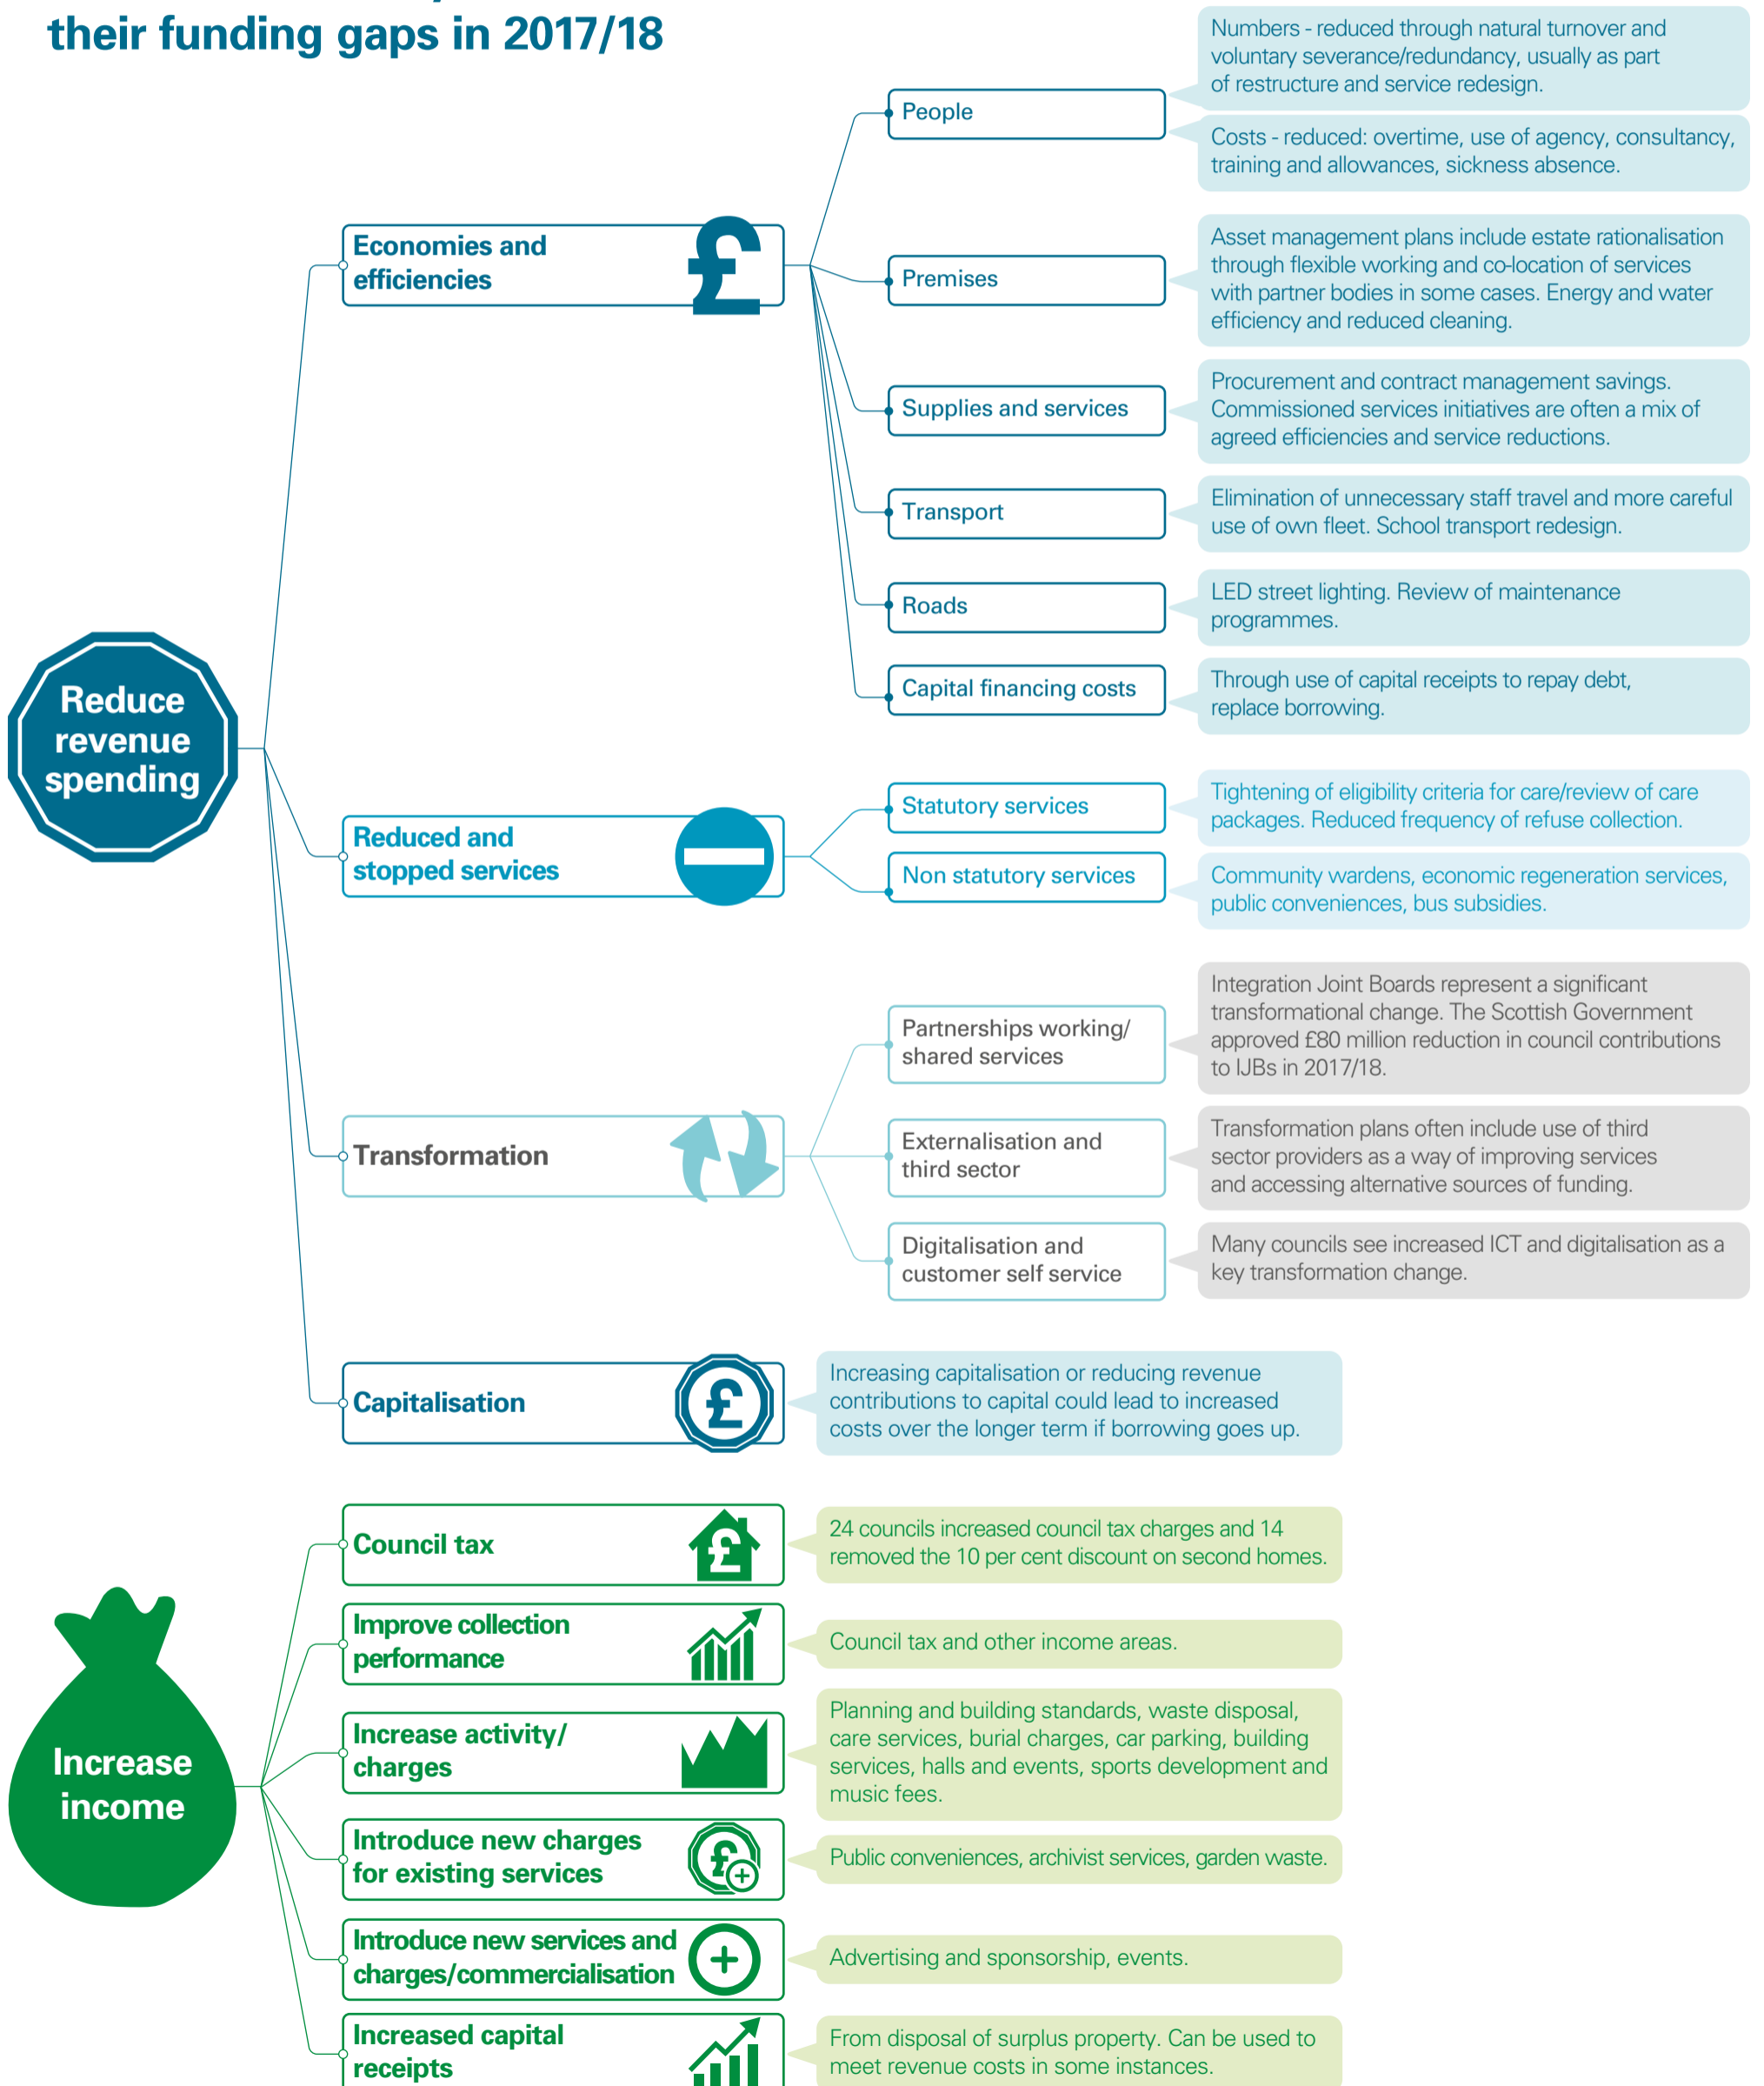 their funding gaps in 2017/18
Reduce
revenue
spending
Economies and
efficiencies
£
People
Numbers - reduced through natural turnover and
voluntary severance/redundancy, usually as part
of restructure and service redesign.
Costs - reduced: overtime, use of agency, consultancy,
training and allowances, sickness absence.
Premises
Asset management plans include estate rationalisation
through flexible working and co-location of services
with partner bodies in some cases. Energy and water
efficiency and reduced cleaning.
Supplies and services
Procurement and contract management savings.
Commissioned services initiatives are often a mix of
agreed efficiencies and service reductions.
Transport
Elimination of unnecessary staff travel and more careful
use of own fleet. School transport redesign.
Roads
LED street lighting. Review of maintenance
programmes.
Capital financing costs
Through use of capital receipts to repay debt,
replace borrowing.
Reduced and
stopped services
Statutory services
Tightening of eligibility criteria for care/review of care
packages. Reduced frequency of refuse collection.
Non statutory services
Community wardens, economic regeneration services,
public conveniences, bus subsidies.
Transformation
Partnerships working/
shared services
Integration Joint Boards represent a significant
transformational change. The Scottish Government
approved £80 million reduction in council contributions
to IJBs in 2017/18.
Externalisation and
third sector
Transformation plans often include use of third
sector providers as a way of improving services
and accessing alternative sources of funding.
Digitalisation and
customer self service
Many councils see increased ICT and digitalisation as a
key transformation change.
Capitalisation
£
Increasing capitalisation or reducing revenue
contributions to capital could lead to increased
costs over the longer term if borrowing goes up.
Increase
income
Council tax
£
24 councils increased council tax charges and 14
removed the 10 per cent discount on second homes.
Improve collection
performance
Council tax and other income areas.
Increase activity/
charges
Planning and building standards, waste disposal,
care services, burial charges, car parking, building
services, halls and events, sports development and
music fees.
Introduce new charges
for existing services
£
Public conveniences, archivist services, garden waste.
Introduce new services and
charges/commercialisation
Advertising and sponsorship, events.
Increased capital
receipts
From disposal of surplus property. Can be used to
meet revenue costs in some instances.